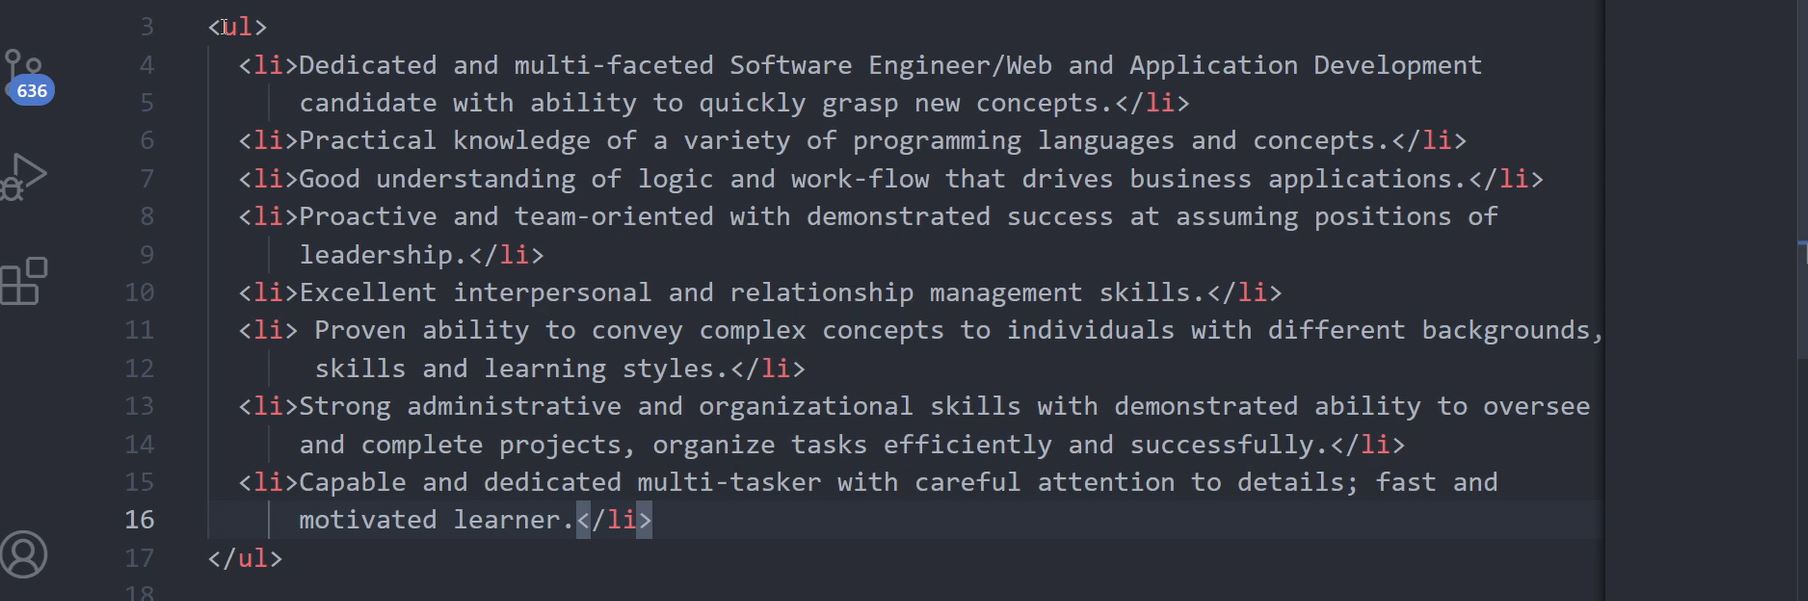 3 <ul>
636
4 <li>Dedicated and multi-faceted Software Engineer/Web and Application Development
5 candidate with ability to quickly grasp new concepts.</li>
6 <li>Practical knowledge of a variety of programming languages and concepts.</li>
7 <li>Good understanding of logic and work-flow that drives business applications.</li>
8 <li>Proactive and team-oriented with demonstrated success at assuming positions of
9 leadership.</li>
10 <li>Excellent interpersonal and relationship management skills.</li>
11 <li> Proven ability to convey complex concepts to individuals with different backgrounds,
12 skills and learning styles.</li>
13 <li>Strong administrative and organizational skills with demonstrated ability to oversee
14 and complete projects, organize tasks efficiently and successfully.</li>
15 <li>Capable and dedicated multi-tasker with careful attention to details; fast and
16 motivated learner.</li>
17 </ul>
18